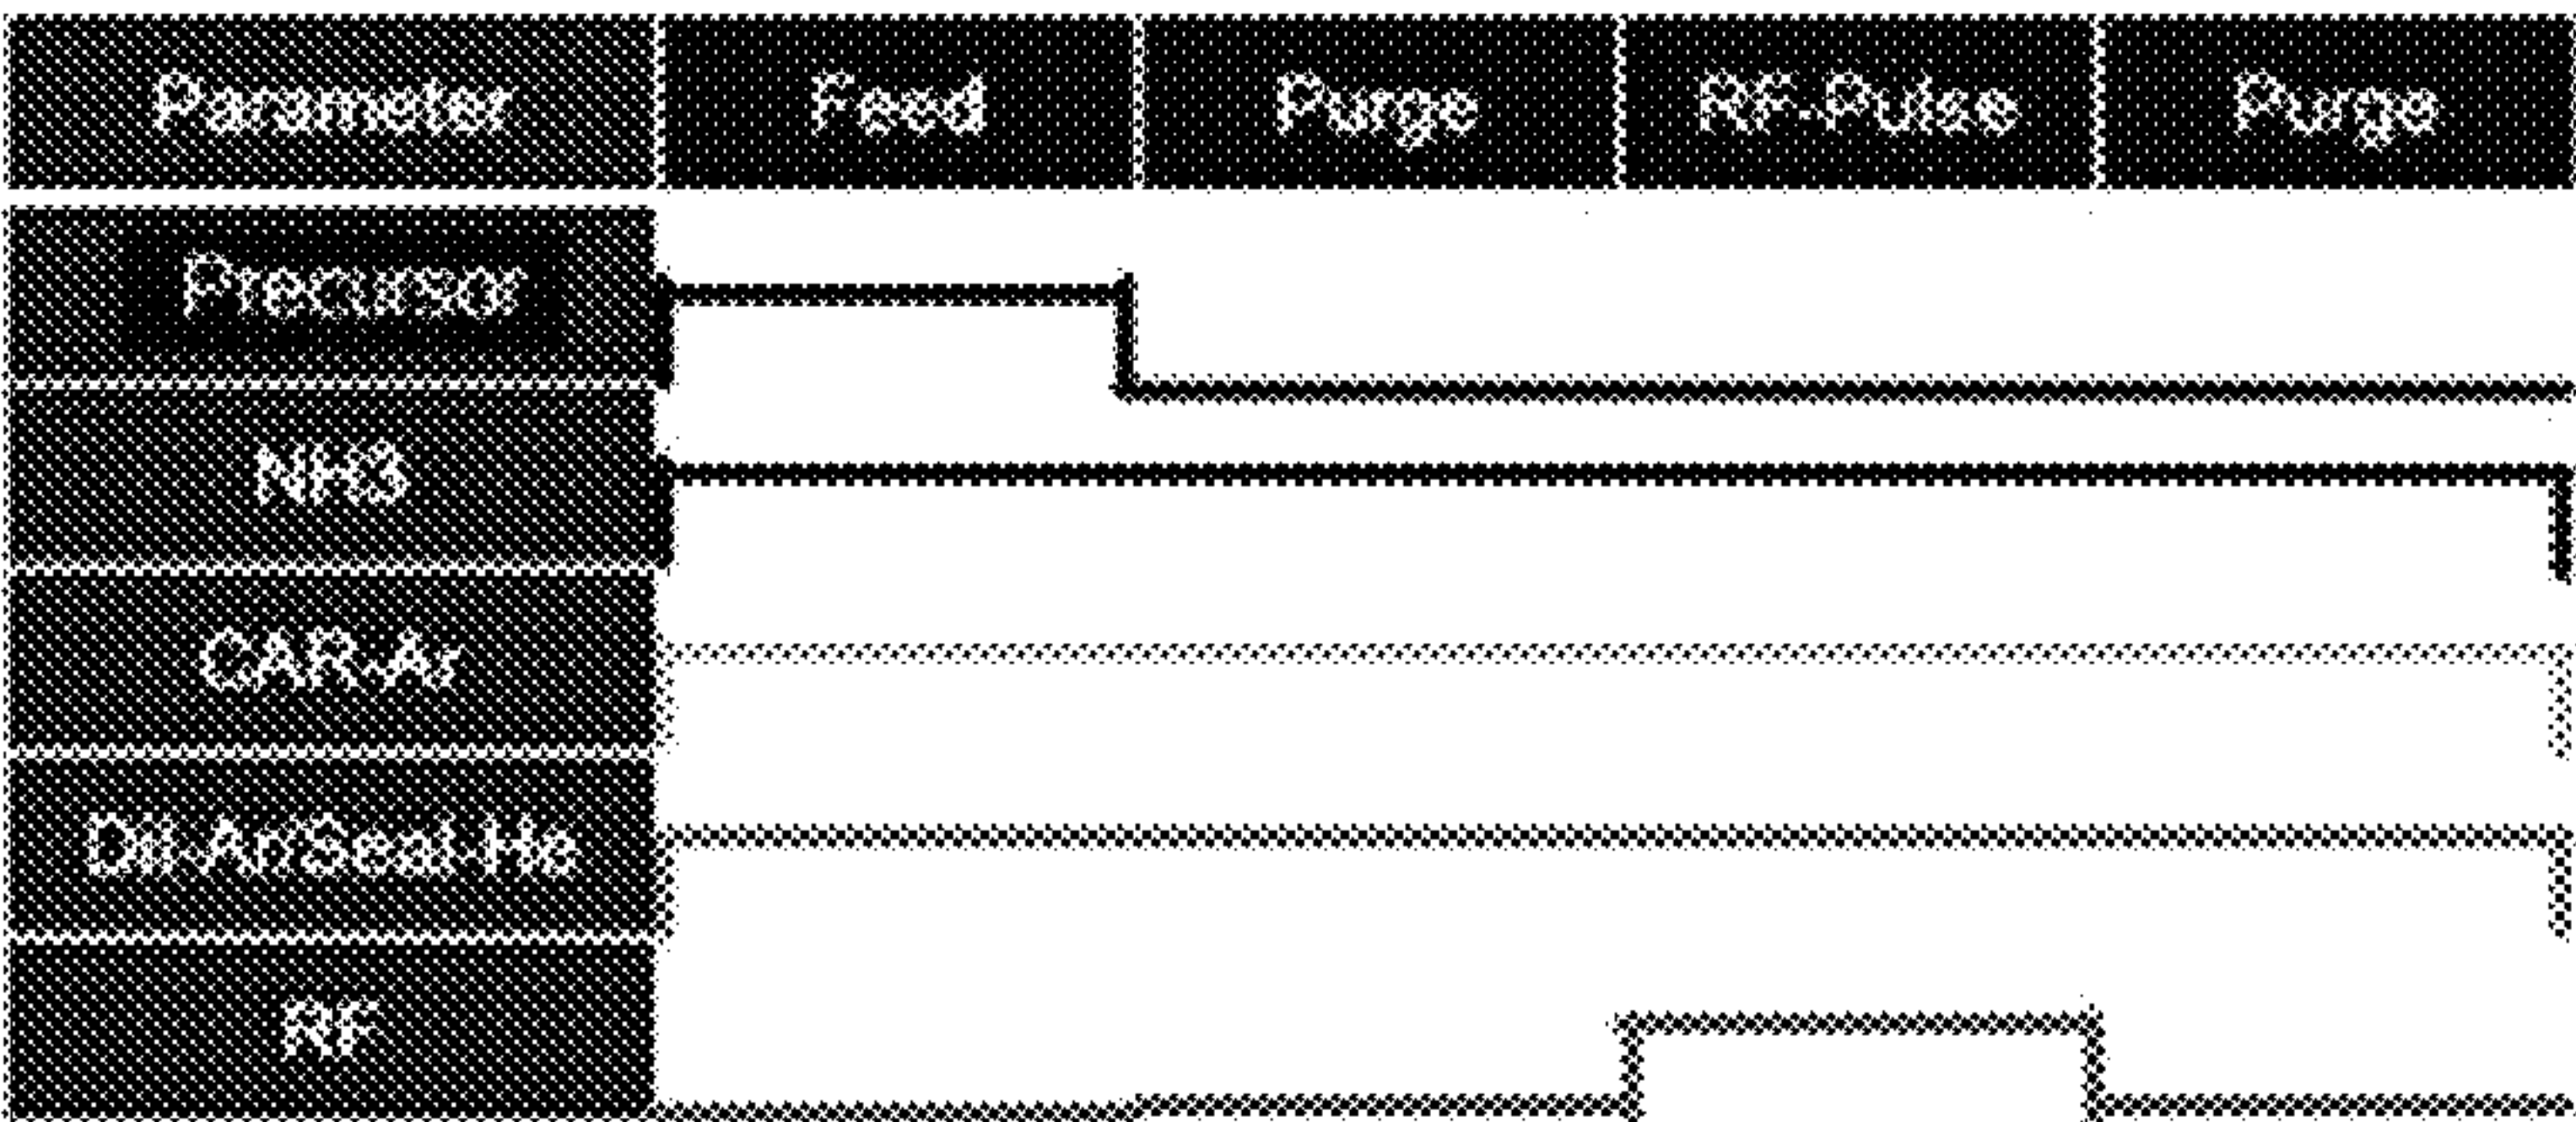 Parameter Feed Purge RF-Pulse Purge
Precursor
NH3
CAR-Ar
Dil-Ar/Seal-He
RF